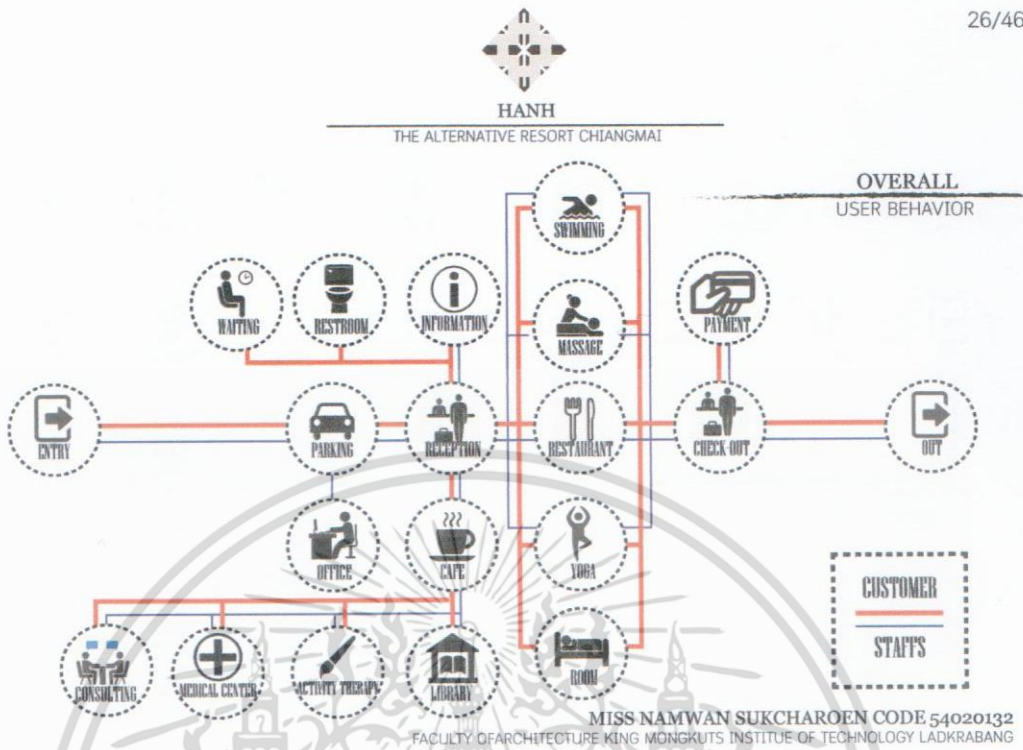 26/46
HANH
THE ALTERNATIVE RESORT CHIANGMAI
OVERALL
USER BEHAVIOR
SWIMMING
WAITING
RESTROOM
INFORMATION
MASSAGE
PAYMENT
ENTRY
PARKING
RECEPTION
RESTAURANT
CHECK-OUT
OUT
OFFICE
CAFE
YOGA
CONSULTING
MEDICAL CENTER
ACTIVITY THERAPY
LIBRARY
ROOM
CUSTOMER
STAFFS
MISS NAMWAN SUKCHAROEN CODE 54020132
FACULTY OFARCHITECTURE KING MONGKUTS INSTITUE OF TECHNOLOGY LADKRABANG